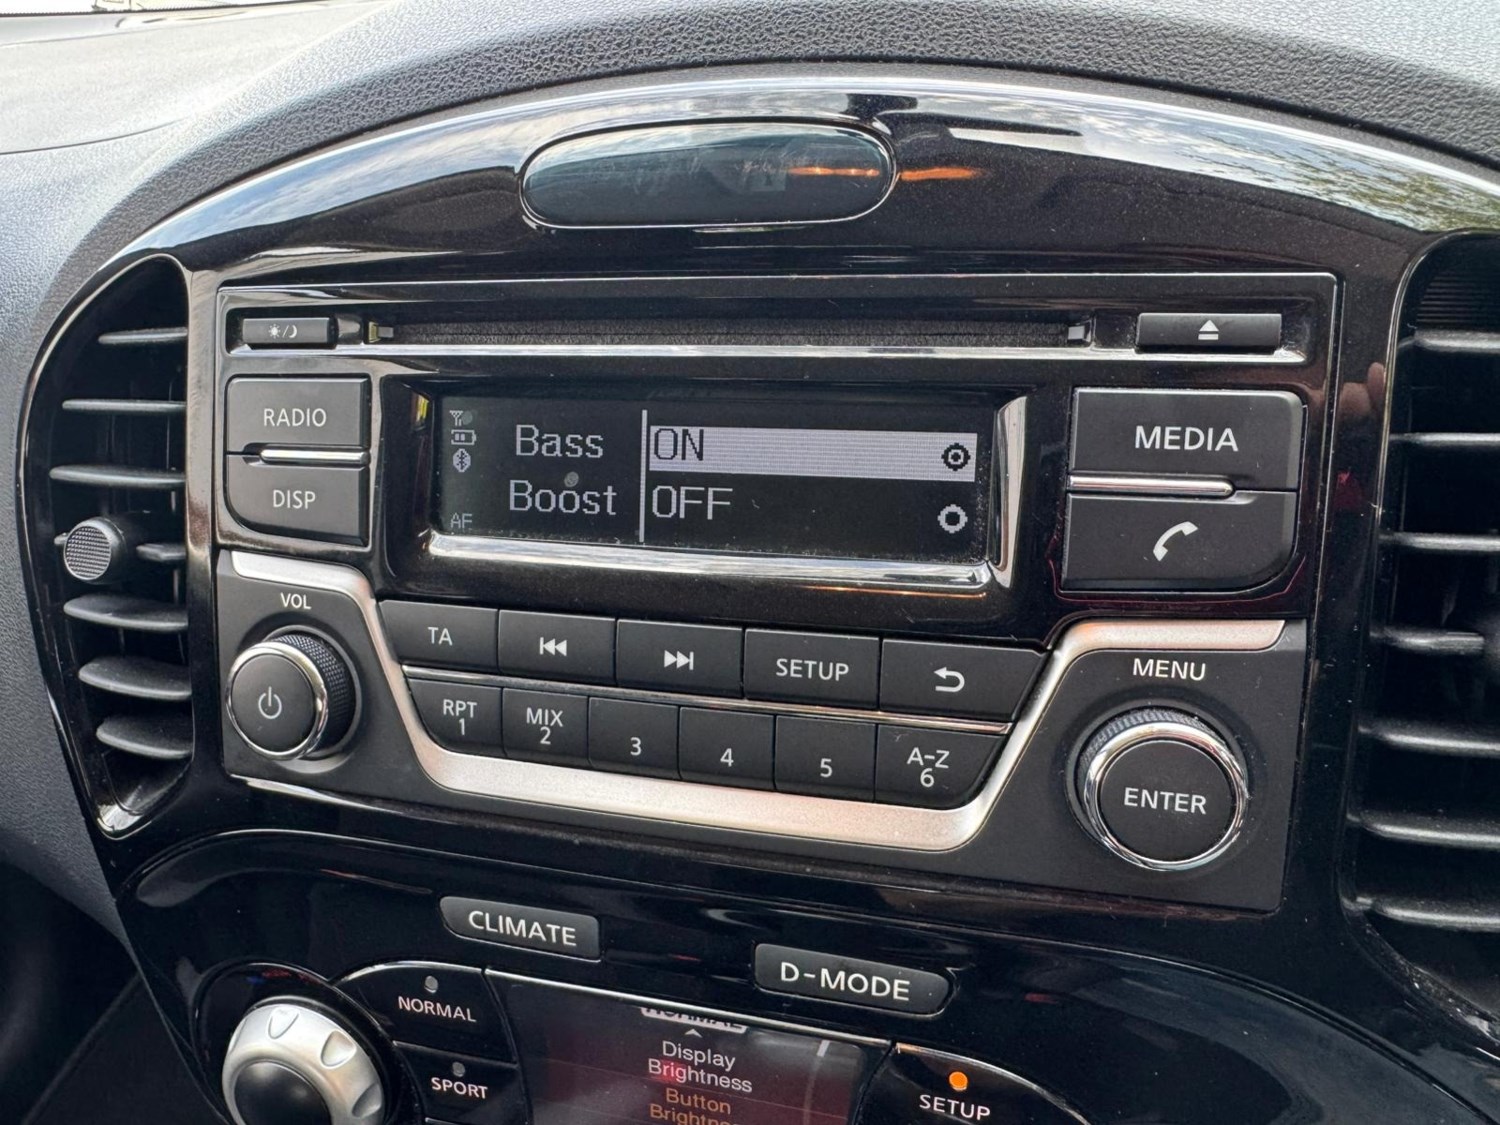 RADIO
DISP
AF
Bass
Boost
ON
OFF
MEDIA
VOL
TA
SETUP
MENU
RPT
1
MIX
2
3
4
5
A-Z
6
ENTER
CLIMATE
D-MODE
NORMAL
SPORT
NORMAL
Display
Brightness
Button
SETUP